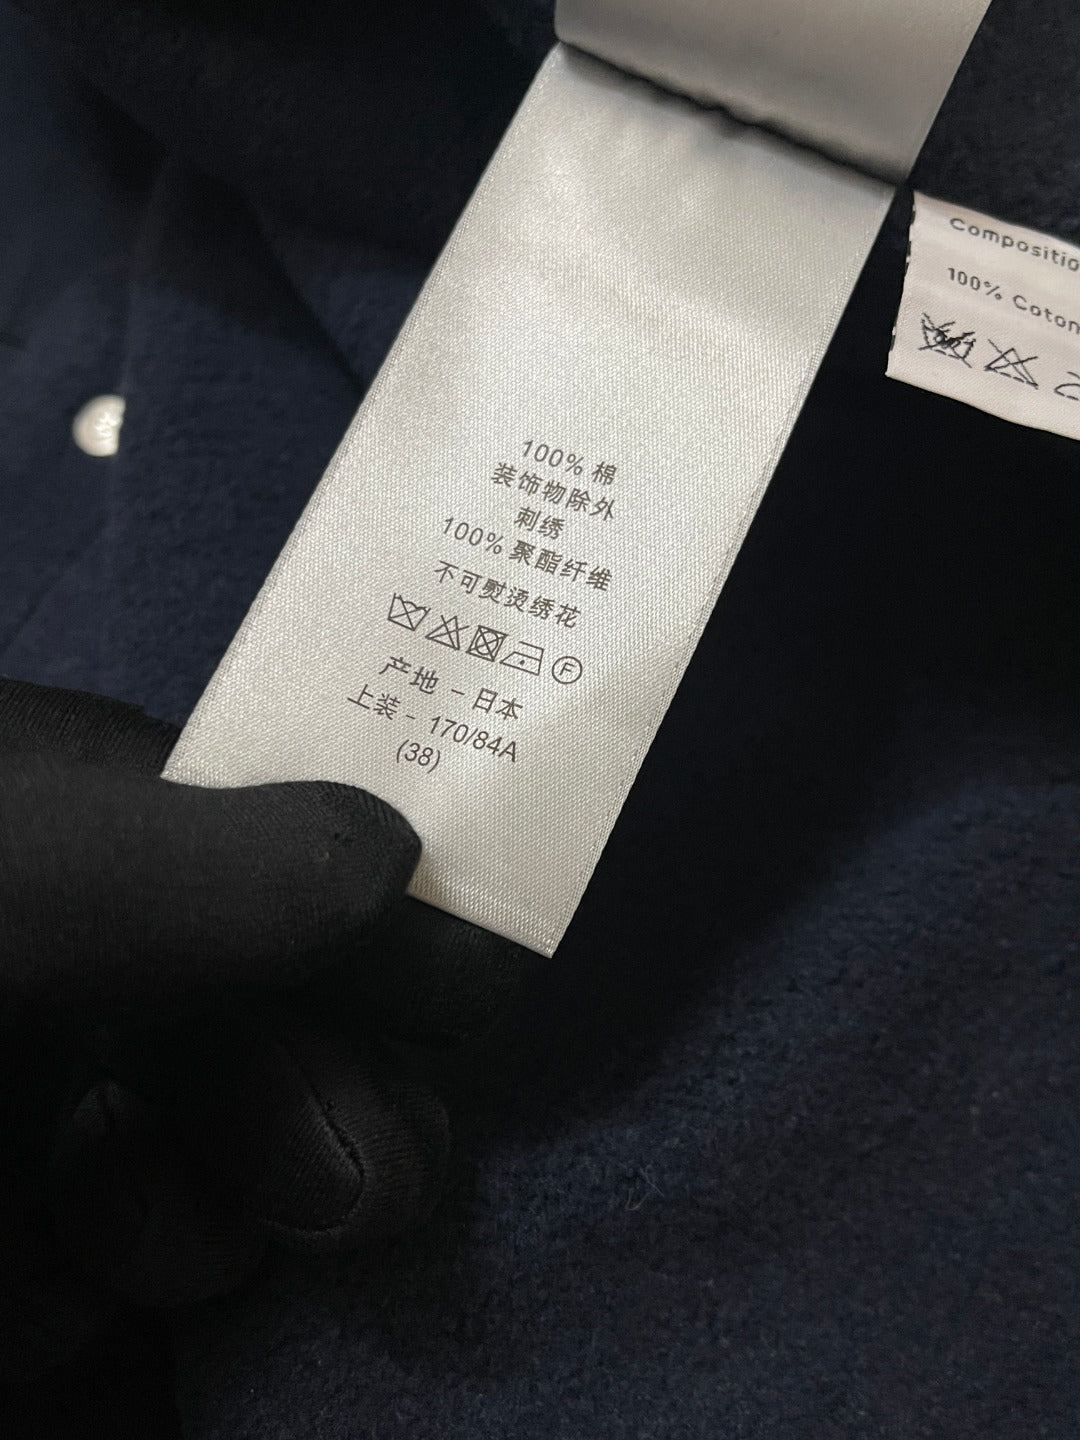 100% 棉
装饰物除外
刺绣
100% 聚酯纤维
不可熨烫绣花
F
产地 - 日本
上装 - 170/84A
(38)
100% Coton